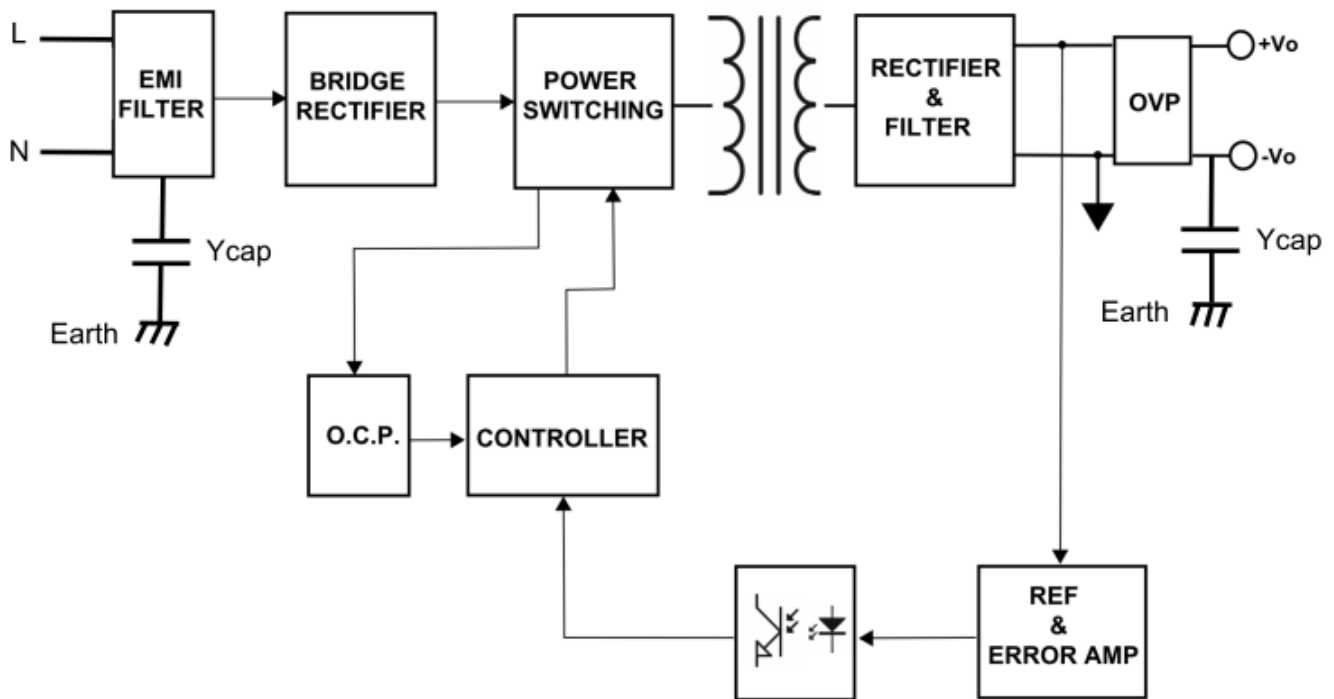 L
N
EMI
FILTER
BRIDGE
RECTIFIER
POWER
SWITCHING
RECTIFIER
&
FILTER
OVP
+Vo
-Vo
Ycap
Earth
Ycap
Earth
O.C.P.
CONTROLLER
REF
&
ERROR AMP